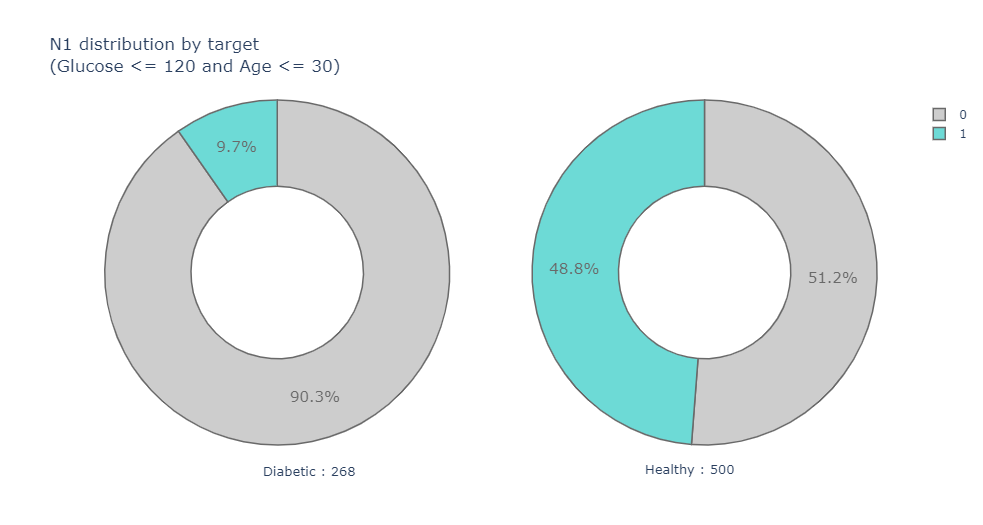 N1 distribution by target
(Glucose <= 120 and Age <= 30)
0
1
9.7%
90.3%
48.8%
51.2%
Diabetic : 268
Healthy : 500